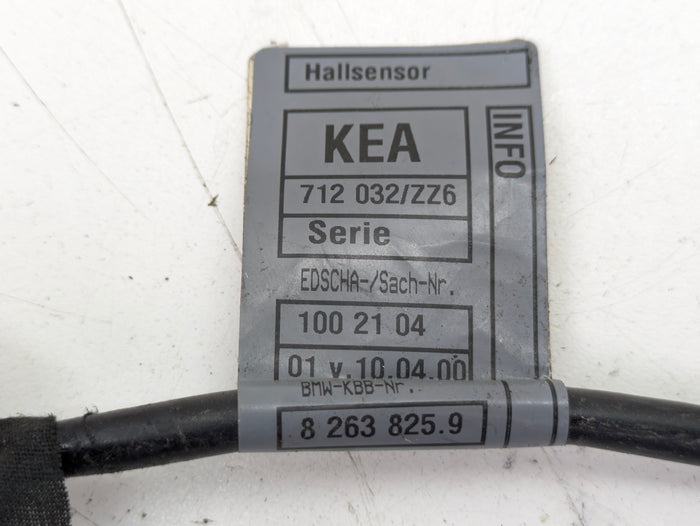 Hallsensor
KEA
712 032/ZZ6
Serie
EDSCHA-/Sach-Nr.
100 21 04
01 v.10.04.00
BMW-KBB-Nr.
8 263 825.9
INFO